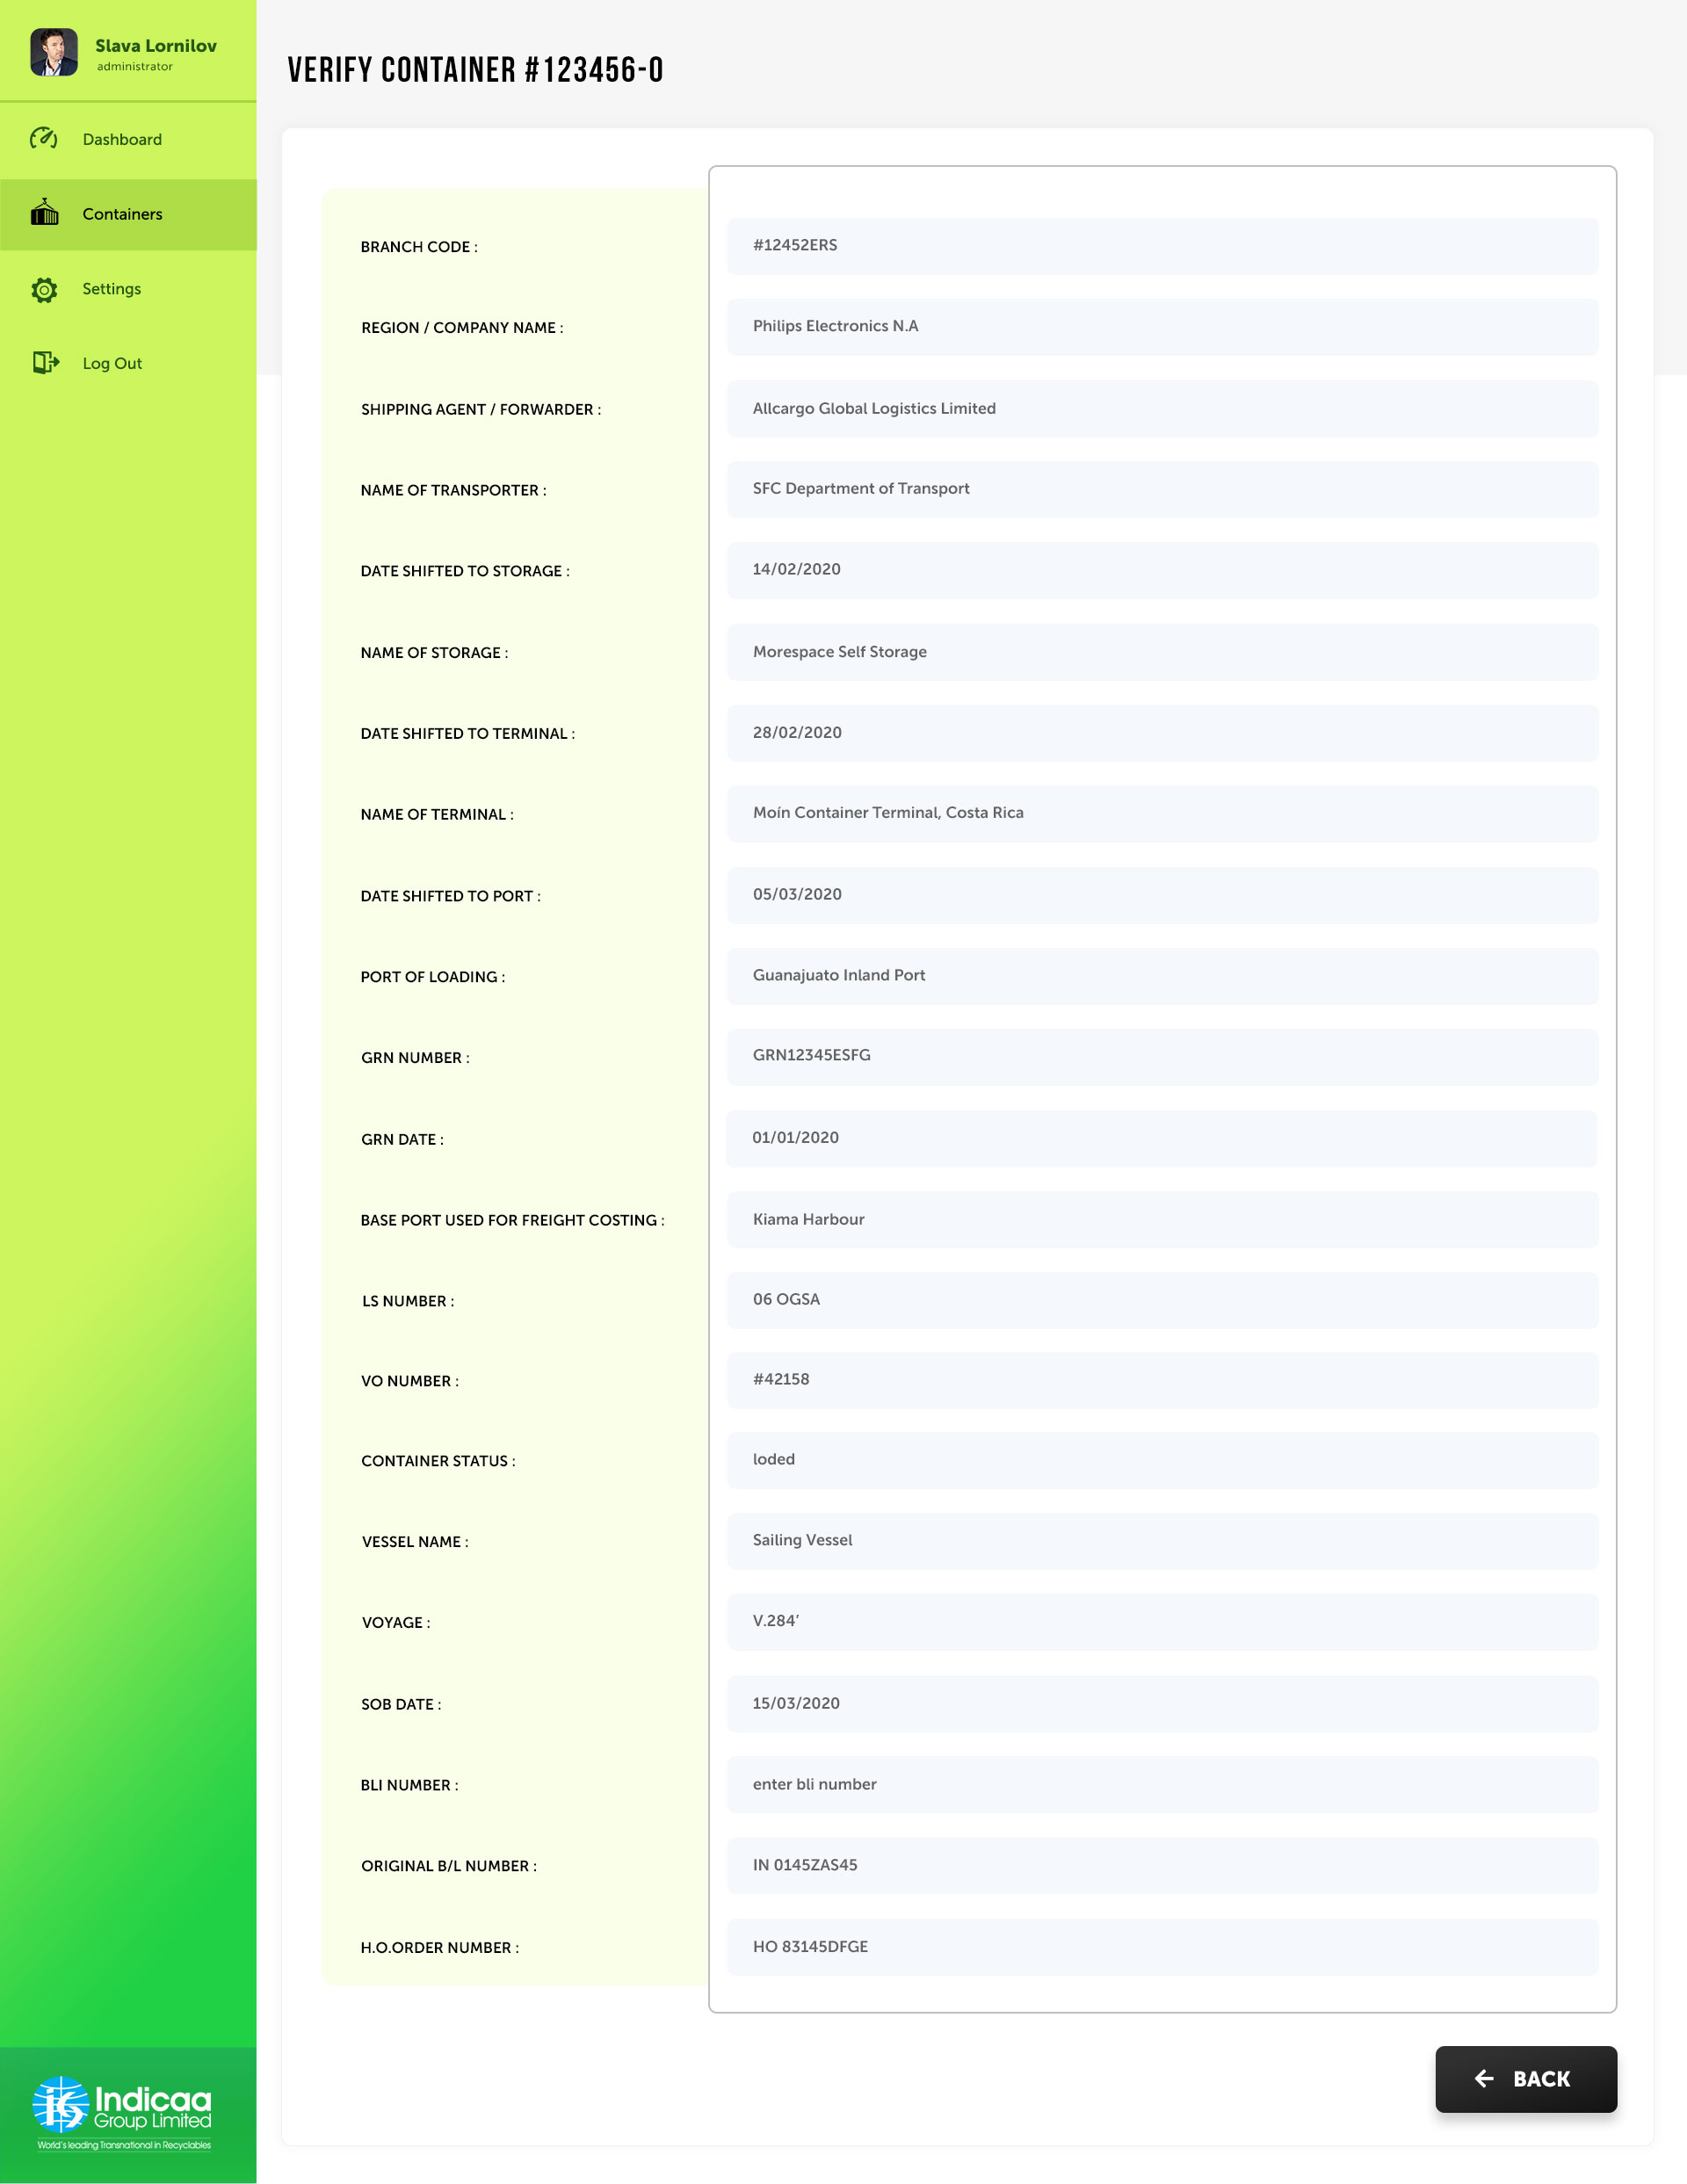 Slava Lornilov
administrator
Dashboard
Containers
Settings
Log Out
Indicaa
Group Limited
World's leading Transnational in Recyclables
VERIFY CONTAINER #123456-0
BRANCH CODE : #12452ERS
REGION / COMPANY NAME : Philips Electronics N.A
SHIPPING AGENT / FORWARDER : Allcargo Global Logistics Limited
NAME OF TRANSPORTER : SFC Department of Transport
DATE SHIFTED TO STORAGE : 14/02/2020
NAME OF STORAGE : Morespace Self Storage
DATE SHIFTED TO TERMINAL : 28/02/2020
NAME OF TERMINAL : Moín Container Terminal, Costa Rica
DATE SHIFTED TO PORT : 05/03/2020
PORT OF LOADING : Guanajuato Inland Port
GRN NUMBER : GRN12345ESFG
GRN DATE : 01/01/2020
BASE PORT USED FOR FREIGHT COSTING : Kiama Harbour
LS NUMBER : 06 OGSA
VO NUMBER : #42158
CONTAINER STATUS : loded
VESSEL NAME : Sailing Vessel
VOYAGE : V.284’
SOB DATE : 15/03/2020
BLI NUMBER : enter bli number
ORIGINAL B/L NUMBER : IN 0145ZAS45
H.O.ORDER NUMBER : HO 83145DFGE
BACK